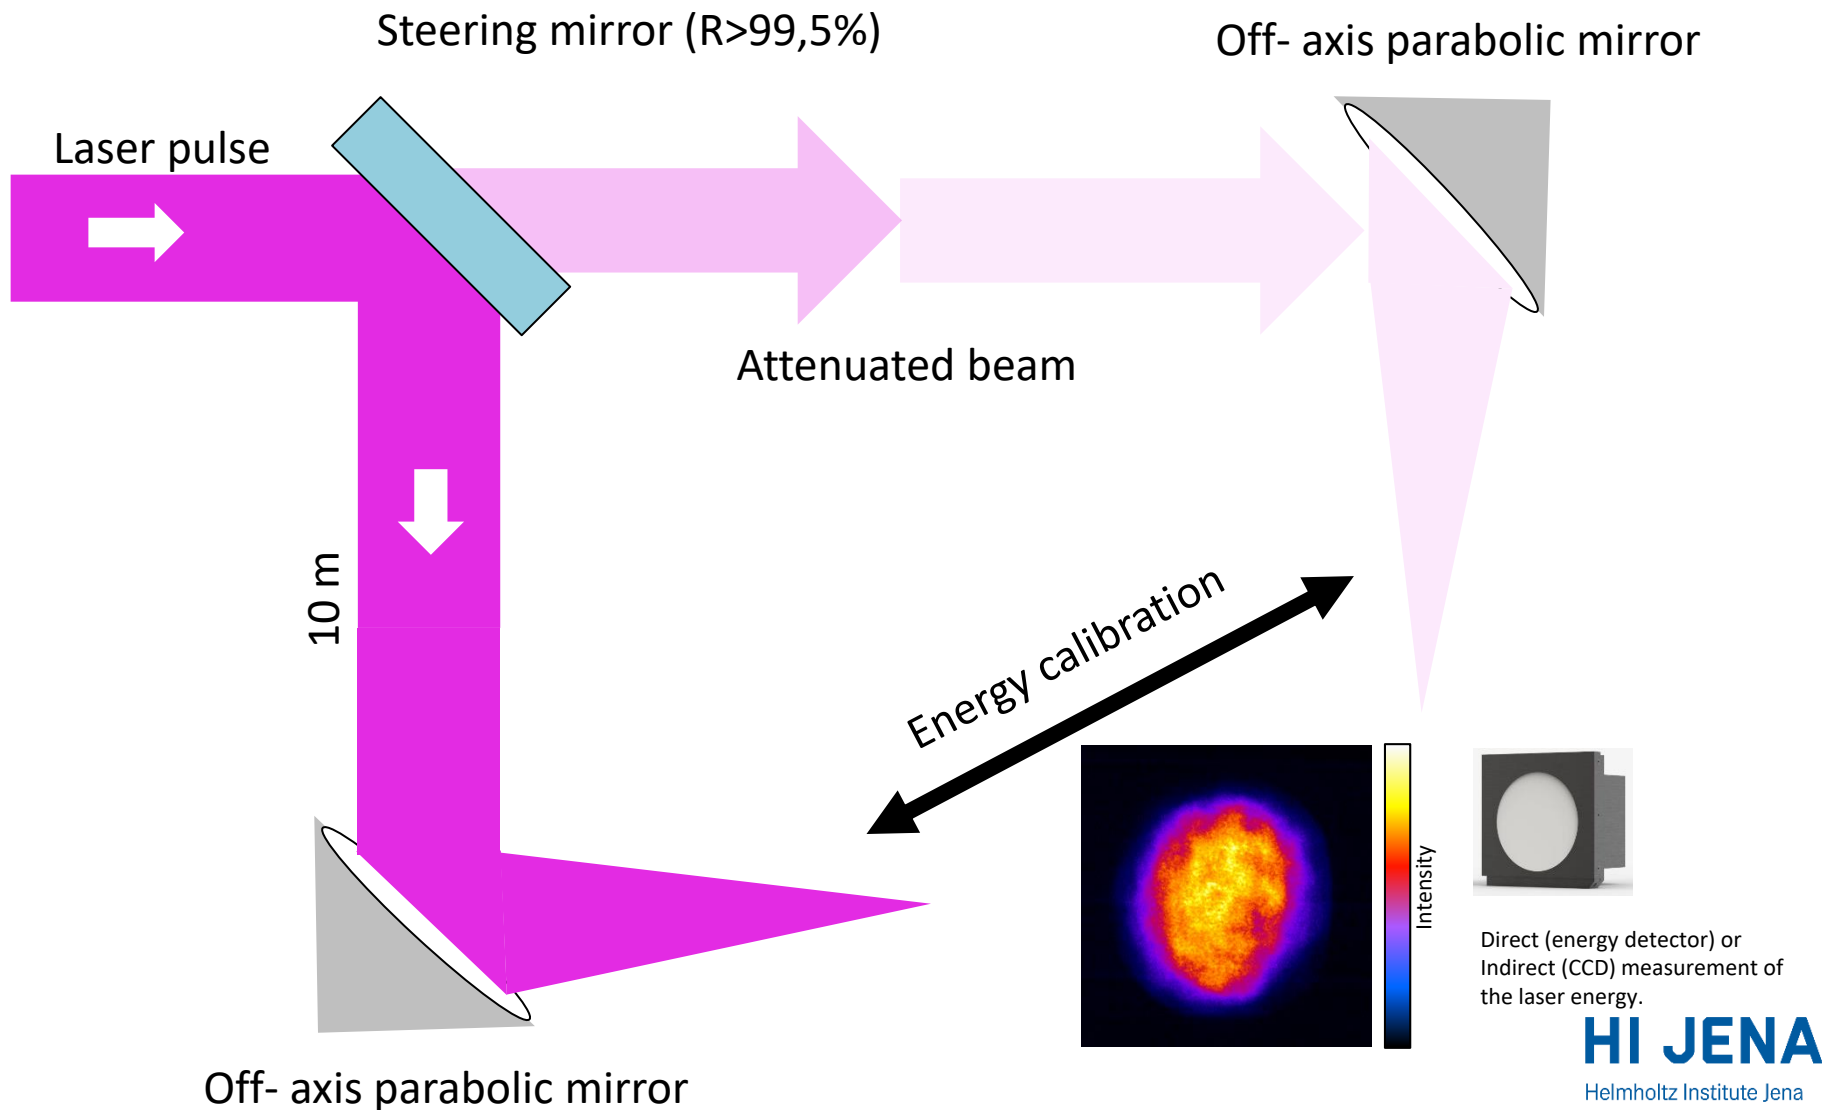 Steering mirror (R>99,5%)
Off- axis parabolic mirror
Laser pulse
Attenuated beam
10 m
Energy calibration
Intensity
Direct (energy detector) or
Indirect (CCD) measurement of
the laser energy.
HI JENA
Helmholtz Institute Jena
Off- axis parabolic mirror